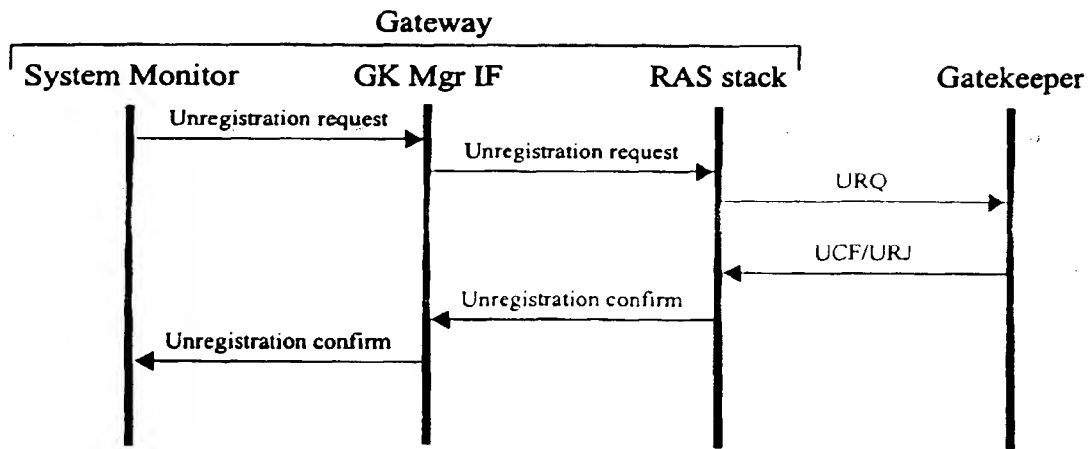 Gateway
System Monitor
GK Mgr IF
RAS stack
Gatekeeper
Unregistration request
Unregistration request
URQ
UCF/URJ
Unregistration confirm
Unregistration confirm